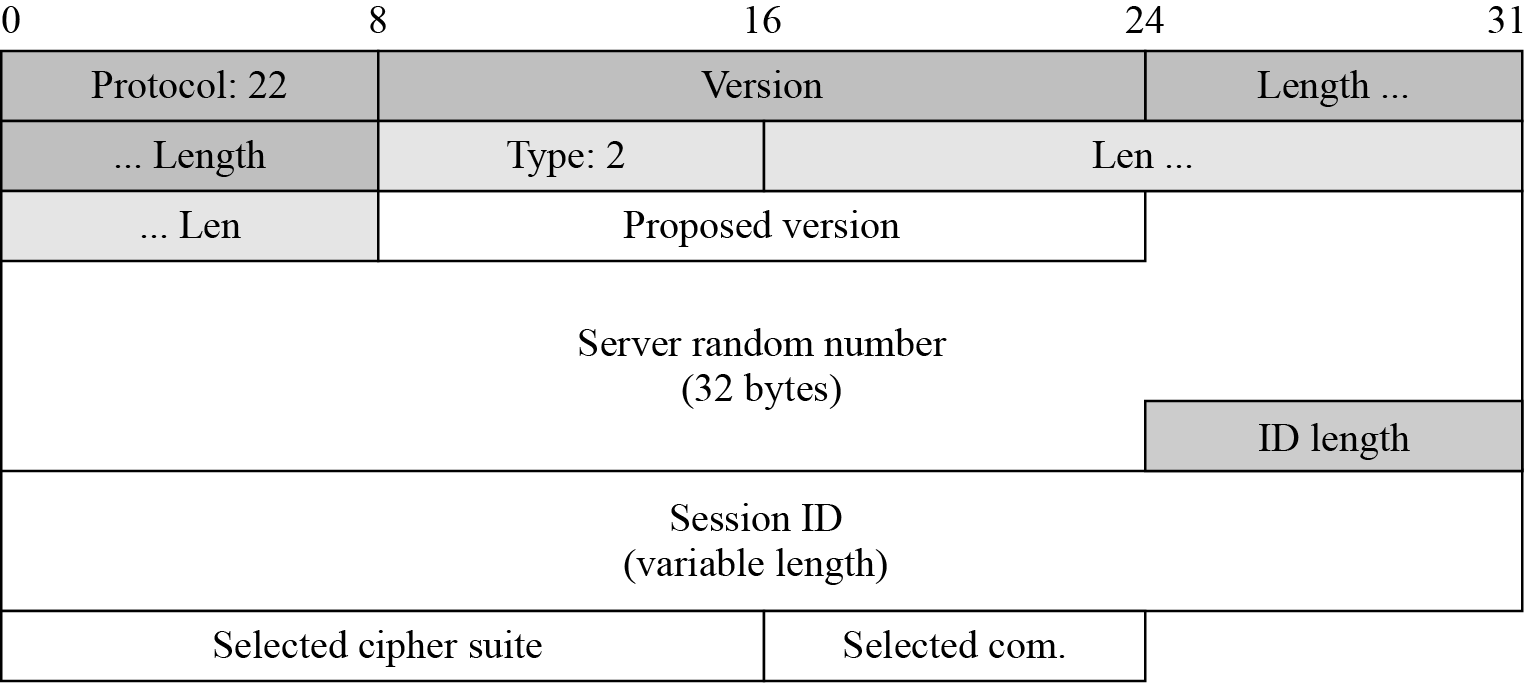 0 8 16 24 31
Protocol: 22 Version Length ...
... Length Type: 2 Len ...
... Len Proposed version
Server random number
(32 bytes)
ID length
Session ID
(variable length)
Selected cipher suite Selected com.